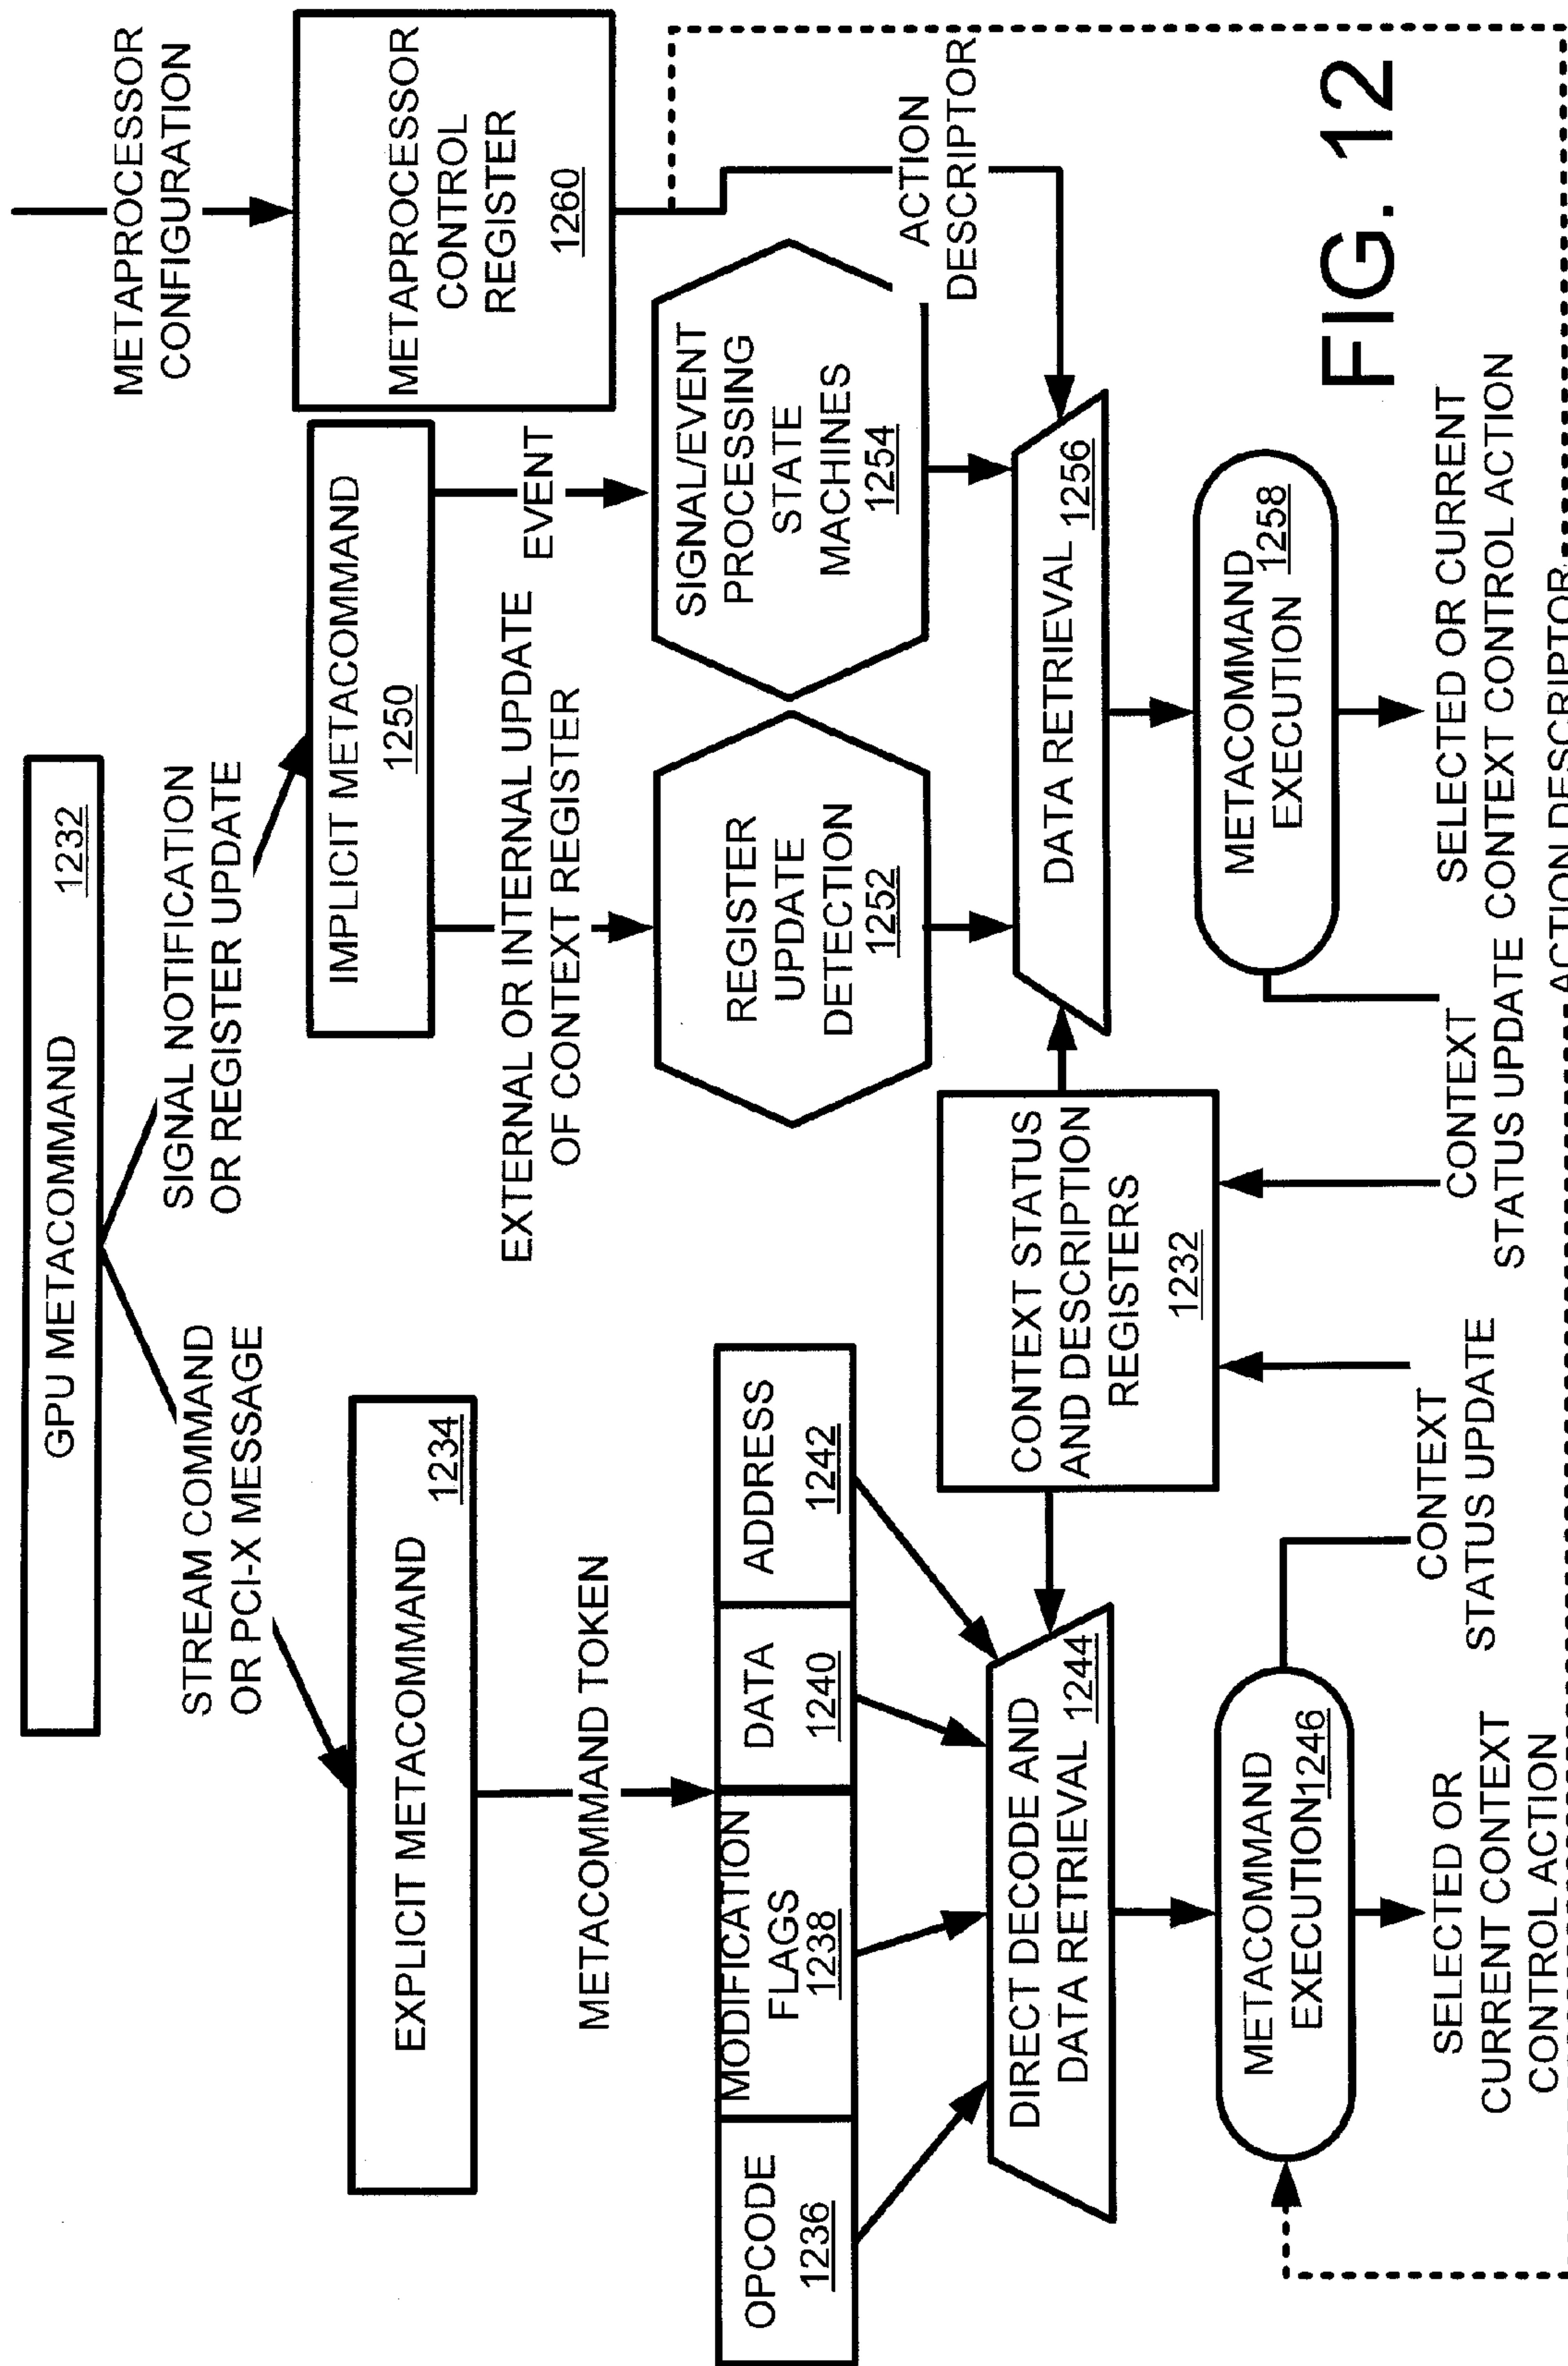 GPU METACOMMAND
1232
METAPROCESSOR
CONFIGURATION
STREAM COMMAND
OR PCI-X MESSAGE
SIGNAL NOTIFICATION
OR REGISTER UPDATE
EXPLICIT METACOMMAND
1234
IMPLICIT METACOMMAND
1250
METAPROCESSOR
CONTROL
REGISTER
1260
METACOMMAND TOKEN
EXTERNAL OR INTERNAL UPDATE
OF CONTEXT REGISTER
EVENT
OPCODE
1236
MODIFICATION
FLAGS
1238
DATA
1240
ADDRESS
1242
REGISTER
UPDATE
DETECTION
1252
SIGNAL/EVENT
PROCESSING
STATE
MACHINES
1254
ACTION
DESCRIPTOR
DIRECT DECODE AND
DATA RETRIEVAL 1244
CONTEXT STATUS
AND DESCRIPTION
REGISTERS
1232
DATA RETRIEVAL 1256
METACOMMAND
EXECUTION1246
METACOMMAND
EXECUTION 1258
SELECTED OR
CURRENT CONTEXT
CONTROL ACTION
CONTEXT
STATUS UPDATE
CONTEXT
STATUS UPDATE
SELECTED OR CURRENT
CONTEXT CONTROL ACTION
ACTION DESCRIPTOR
FIG. 12